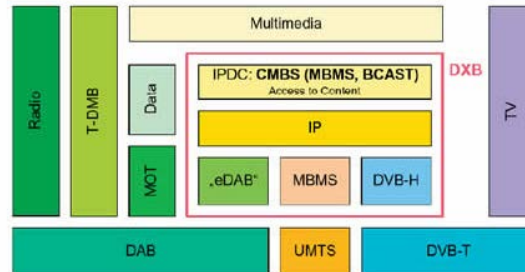 Multimedia
Radio
T-DMB
Data
MOT
IPDC: CMBS (MBMS, BCAST)
Access to Content
DXB
IP
„eDAB“
MBMS
DVB-H
TV
DAB
UMTS
DVB-T